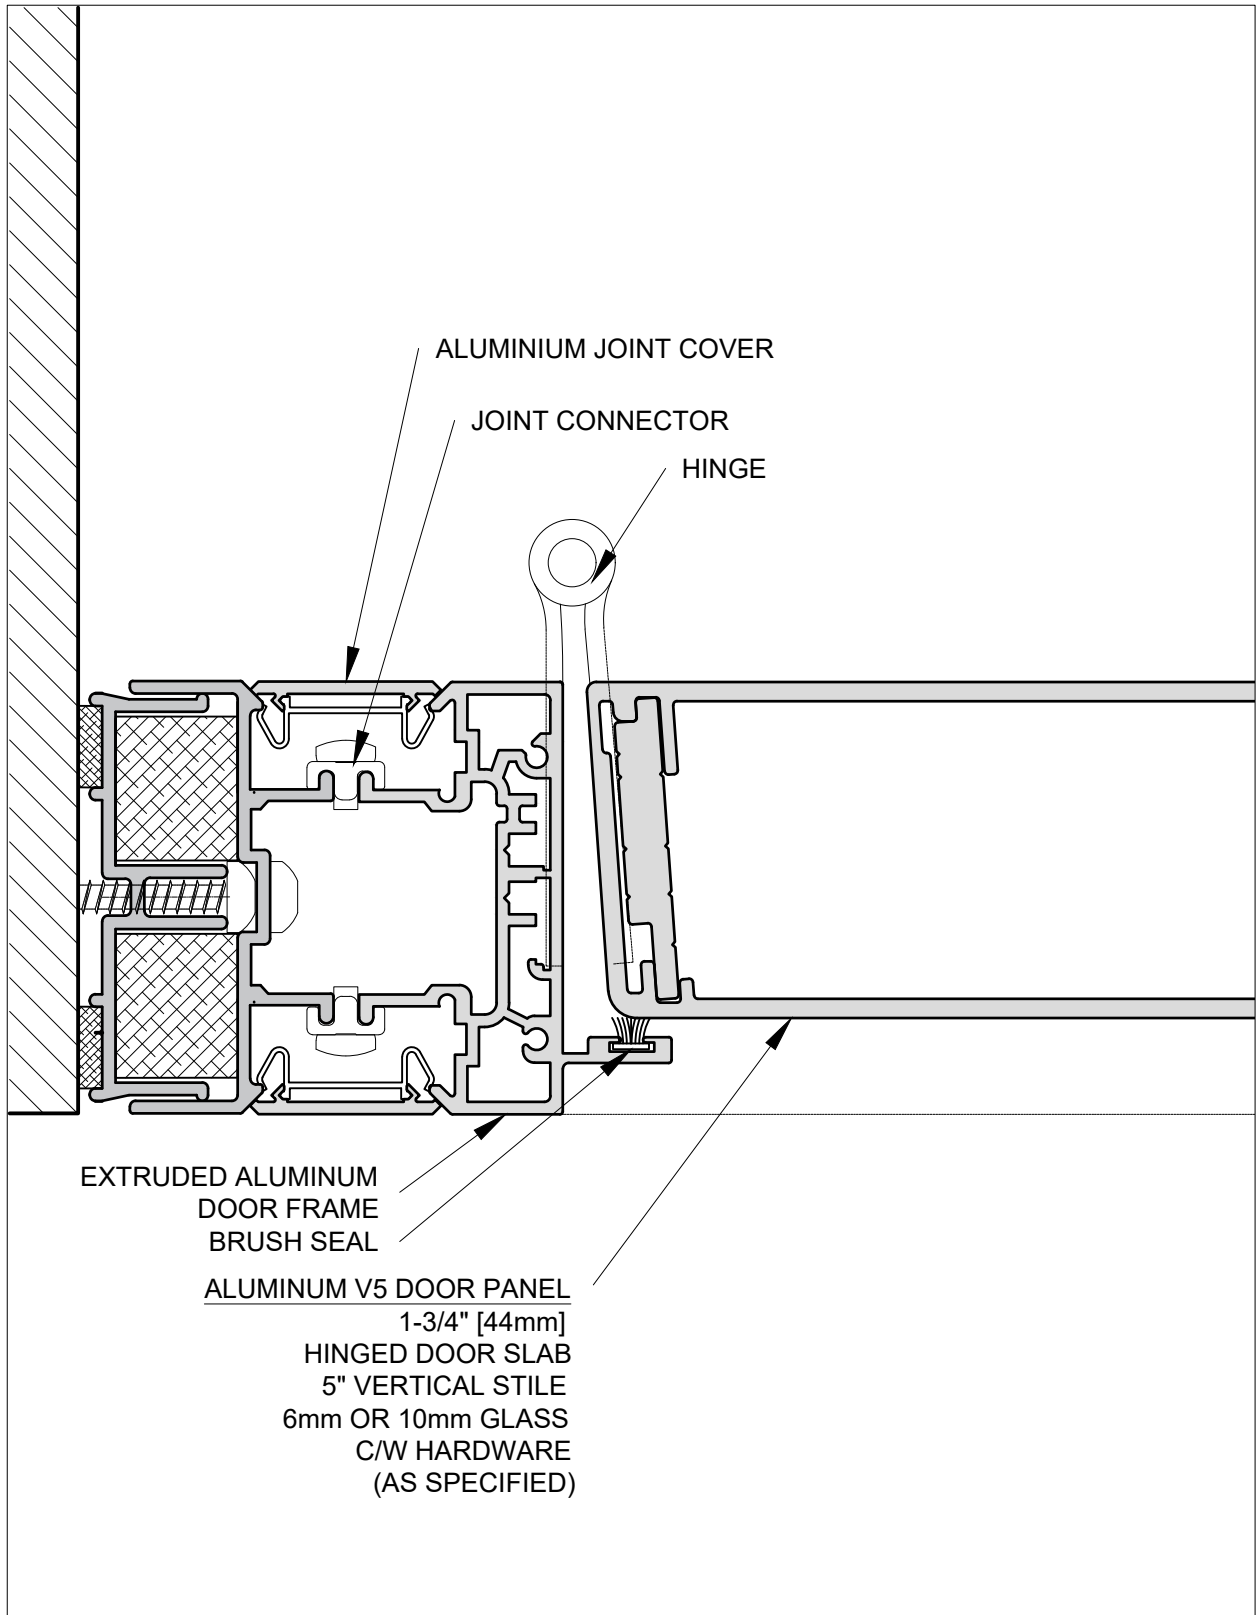 ALUMINIUM JOINT COVER
JOINT CONNECTOR
HINGE
EXTRUDED ALUMINUM
DOOR FRAME
BRUSH SEAL
ALUMINUM V5 DOOR PANEL
1-3/4" [44mm]
HINGED DOOR SLAB
5" VERTICAL STILE
6mm OR 10mm GLASS
C/W HARDWARE
(AS SPECIFIED)